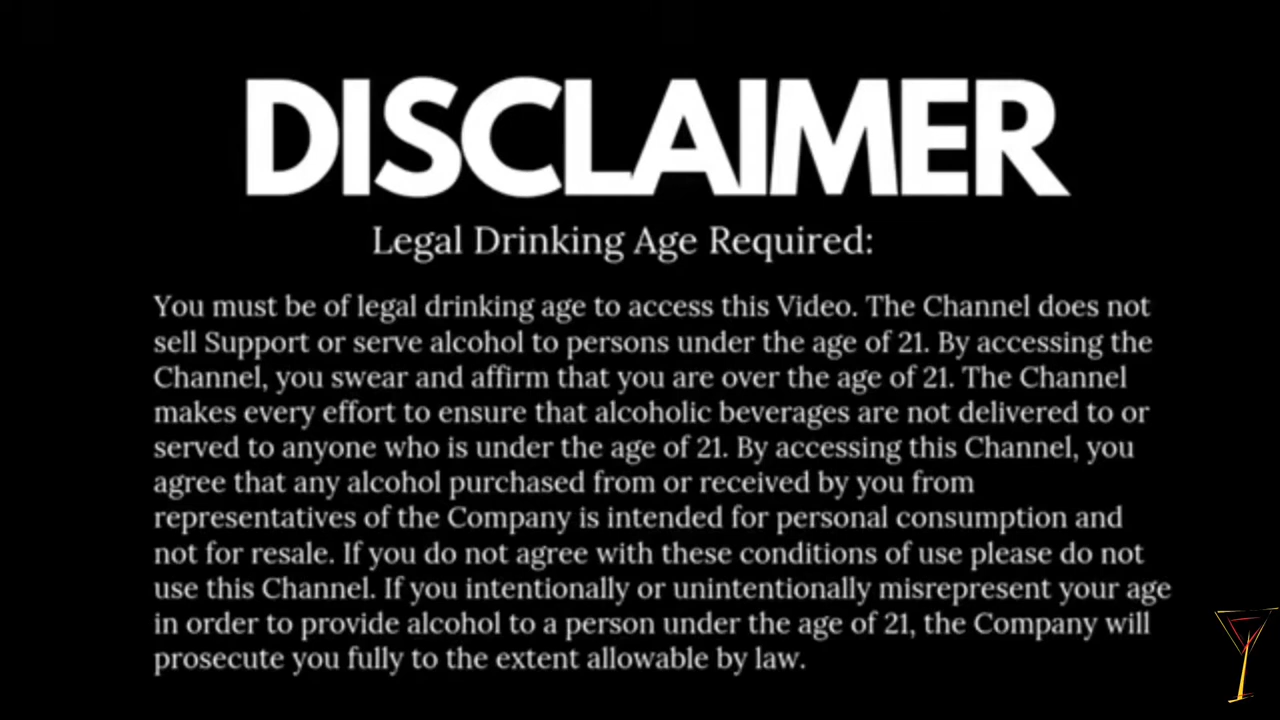 DISCLAIMER
Legal Drinking Age Required:
You must be of legal drinking age to access this Video. The Channel does not
sell Support or serve alcohol to persons under the age of 21. By accessing the
Channel, you swear and affirm that you are over the age of 21. The Channel
makes every effort to ensure that alcoholic beverages are not delivered to or
served to anyone who is under the age of 21. By accessing this Channel, you
agree that any alcohol purchased from or received by you from
representatives of the Company is intended for personal consumption and
not for resale. If you do not agree with these conditions of use please do not
use this Channel. If you intentionally or unintentionally misrepresent your age
in order to provide alcohol to a person under the age of 21, the Company will
prosecute you fully to the extent allowable by law.